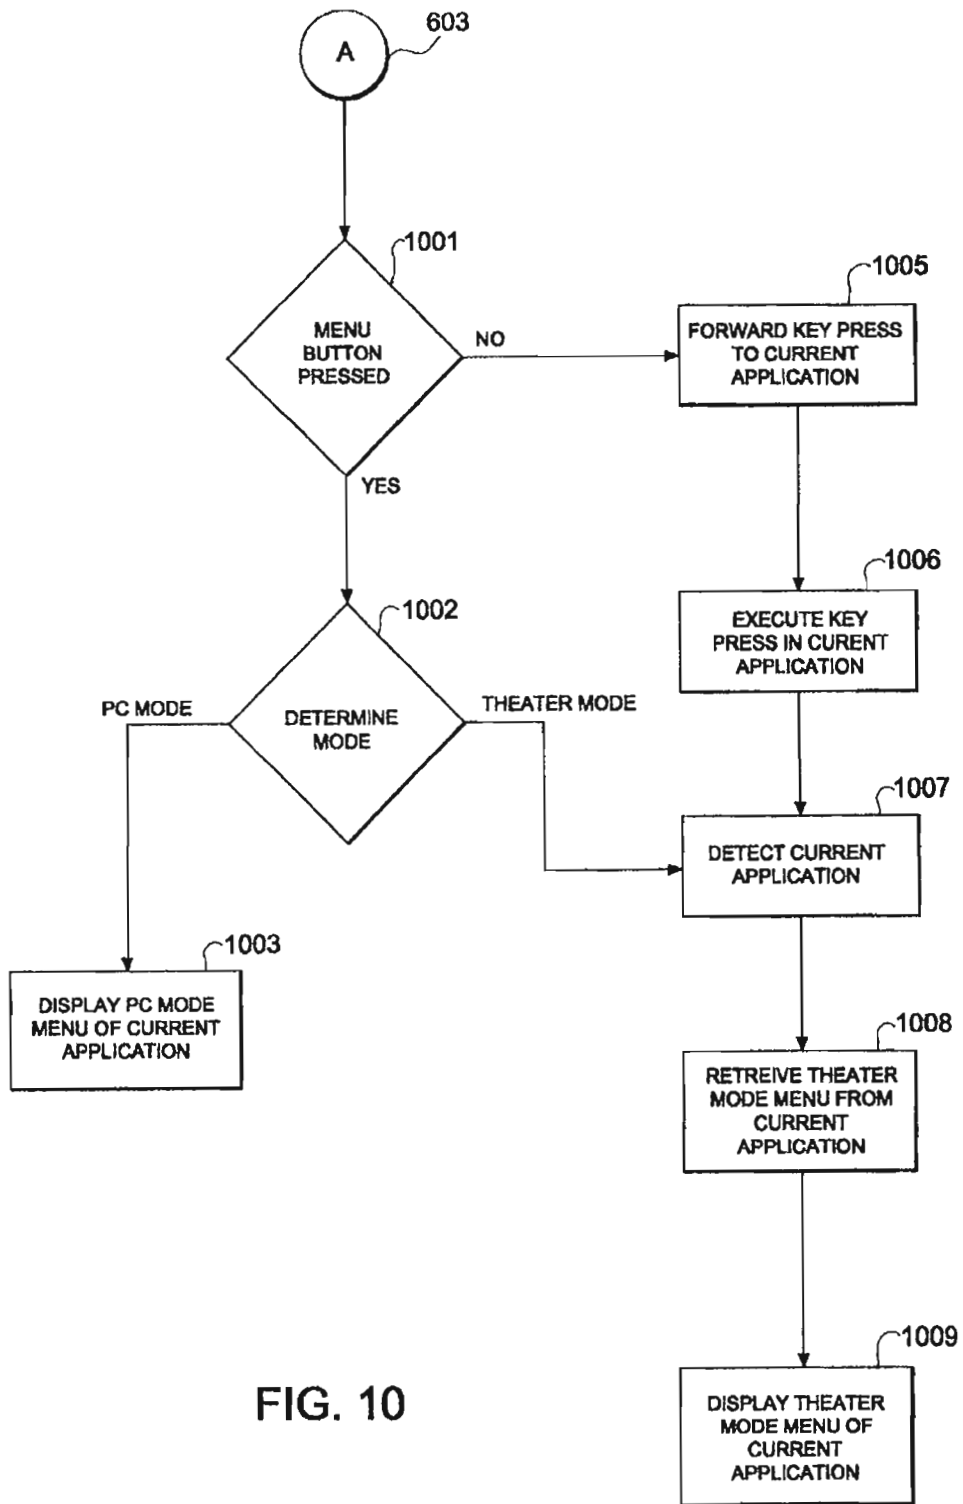 A
603
1001
MENU
BUTTON
PRESSED
NO
YES
1005
FORWARD KEY PRESS
TO CURRENT
APPLICATION
1006
EXECUTE KEY
PRESS IN CURENT
APPLICATION
1002
DETERMINE
MODE
PC MODE
THEATER MODE
1007
DETECT CURRENT
APPLICATION
1003
DISPLAY PC MODE
MENU OF CURRENT
APPLICATION
1008
RETREIVE THEATER
MODE MENU FROM
CURRENT
APPLICATION
1009
DISPLAY THEATER
MODE MENU OF
CURRENT
APPLICATION
FIG. 10